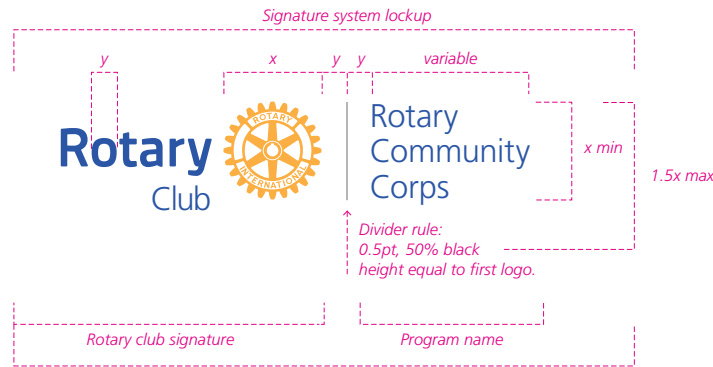 Signature system lockup
y
x
y
y
variable
Rotary
Club
ROTARY
INTERNATIONAL
Rotary
Community
Corps
x min
1.5x max
Divider rule:
0.5pt, 50% black
height equal to first logo.
Rotary club signature
Program name